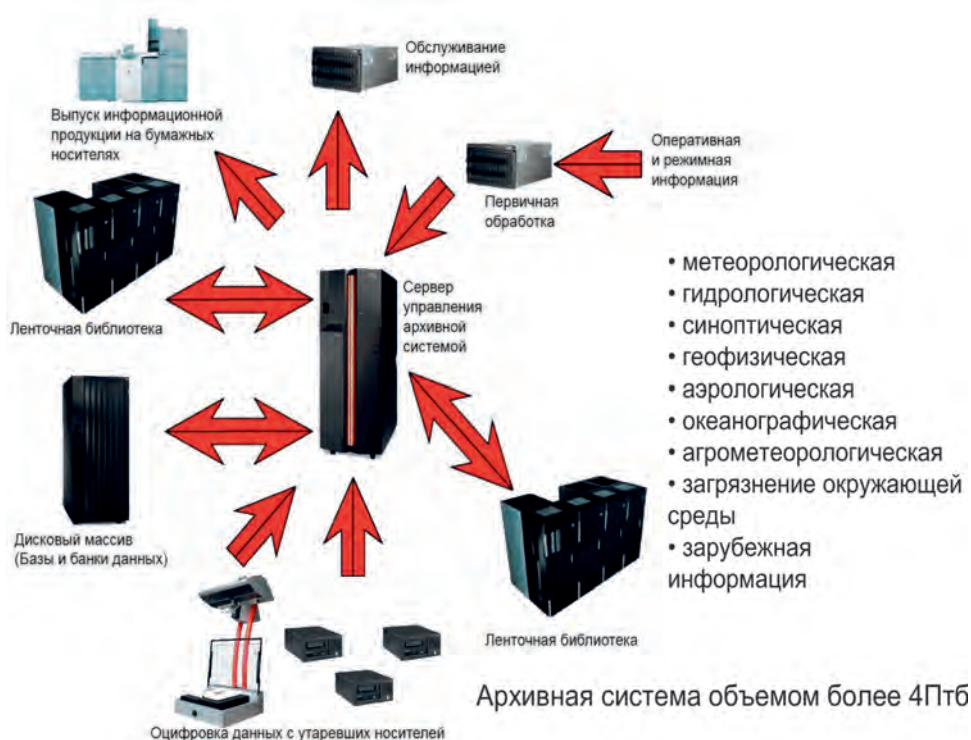 Обслуживание
информацией
Выпуск информационной
продукции на бумажных
носителях
Оперативная
и режимная
информация
Первичная
обработка
Ленточная библиотека
Сервер
управления
архивной
системой
• метеорологическая
• гидрологическая
• синоптическая
• геофизическая
• аэрологическая
• океанографическая
• агрометеорологическая
• загрязнение окружающей
среды
• зарубежная
информация
Дисковый массив
(Базы и банки данных)
Ленточная библиотека
Архивная система объемом более 4Птб
Оцифровка данных с утаревших носителей